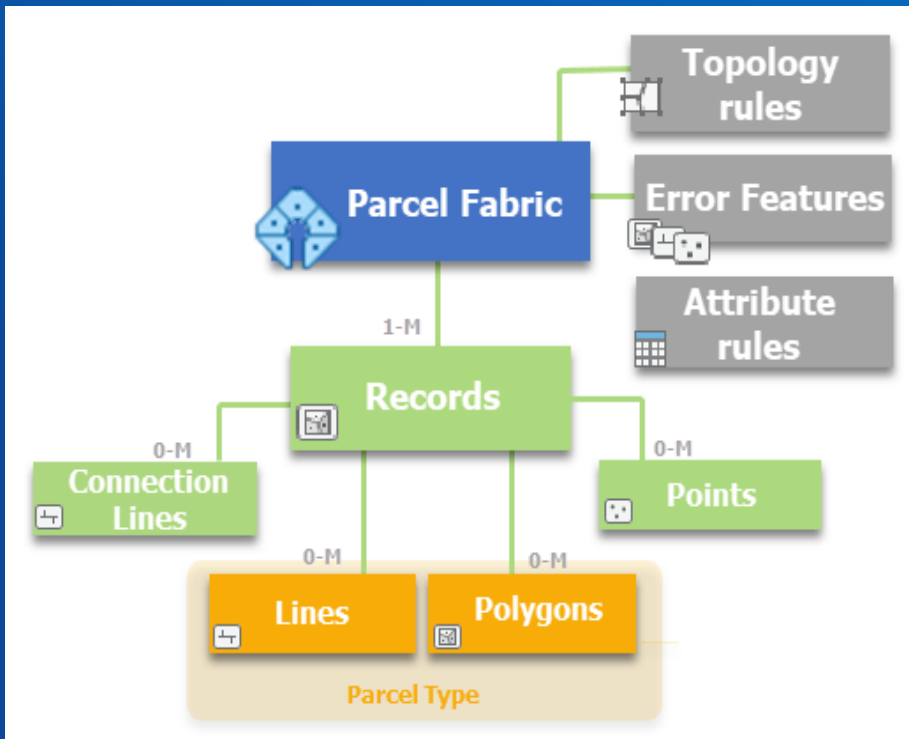 Topology
rules
Parcel Fabric
Error Features
Attribute
rules
1-M
Records
0-M
Connection
Lines
0-M
Points
0-M
Lines
0-M
Polygons
Parcel Type